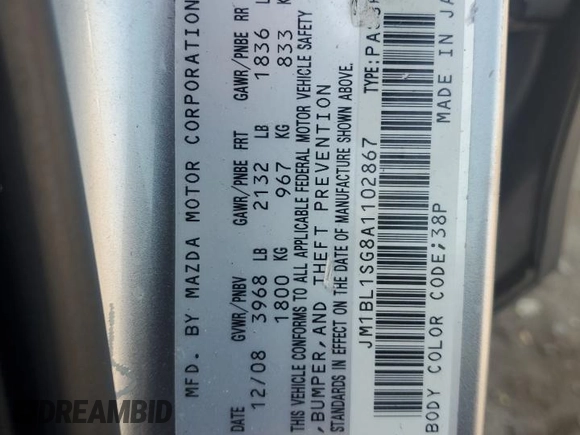 MFD. BY MAZDA MOTOR CORPORATION
DATE GVWR/PNBV GAWR/PNBE FRT GAWR/PNBE RR
12/08 3968 LB 2132 LB 1836
1800 KG 967 KG 833
THIS VEHICLE CONFORMS TO ALL APPLICABLE FEDERAL MOTOR VEHICLE SAFETY
,BUMPER,AND THEFT PREVENTION
STANDARDS IN EFFECT ON THE DATE OF MANUFACTURE SHOWN ABOVE.
JM1BL1SG8A1102867 TYPE:
BODY COLOR CODE;38P MADE IN JA
DREAMBID